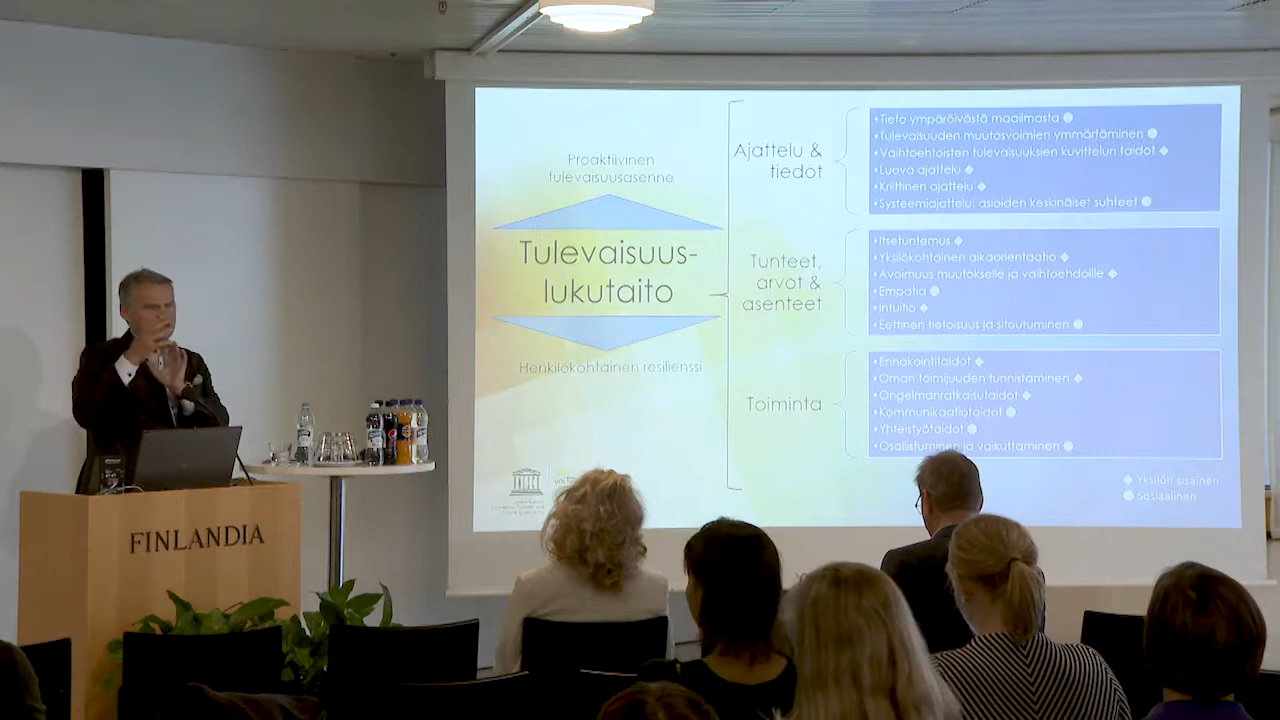 Proaktiivinen
tulevaisuusasenne
Tulevaisuus-
lukutaito
Henkilökohtainen resilienssi
Ajattelu &
tiedot
•Tieto ympäröivästä maailmasta
•Tulevaisuuden muutosvoimien ymmärtäminen
•Vaihtoehtoisten tulevaisuuksien kuvittelun taidot
•Luova ajattelu
•Kriittinen ajattelu
•Systeemiajattelu: asioiden keskinäiset suhteet
Tunteet,
arvot &
asenteet
•Itsetuntemus
•Yksilökohtainen aikaorientaatio
•Avoimuus muutokselle ja vaihtoehdoille
•Empatia
•Intuitio
•Eettinen tietoisuus ja sitoutuminen
Toiminta
•Ennakointitaidot
•Oman toimijuuden tunnistaminen
•Ongelmanratkaisutaidot
•Kommunikaatiotaidot
•Yhteistyötaidot
•Osallistuminen ja vaikuttaminen
Yksilön sisäinen
Sosiaalinen
UNESCO
FINLANDIA